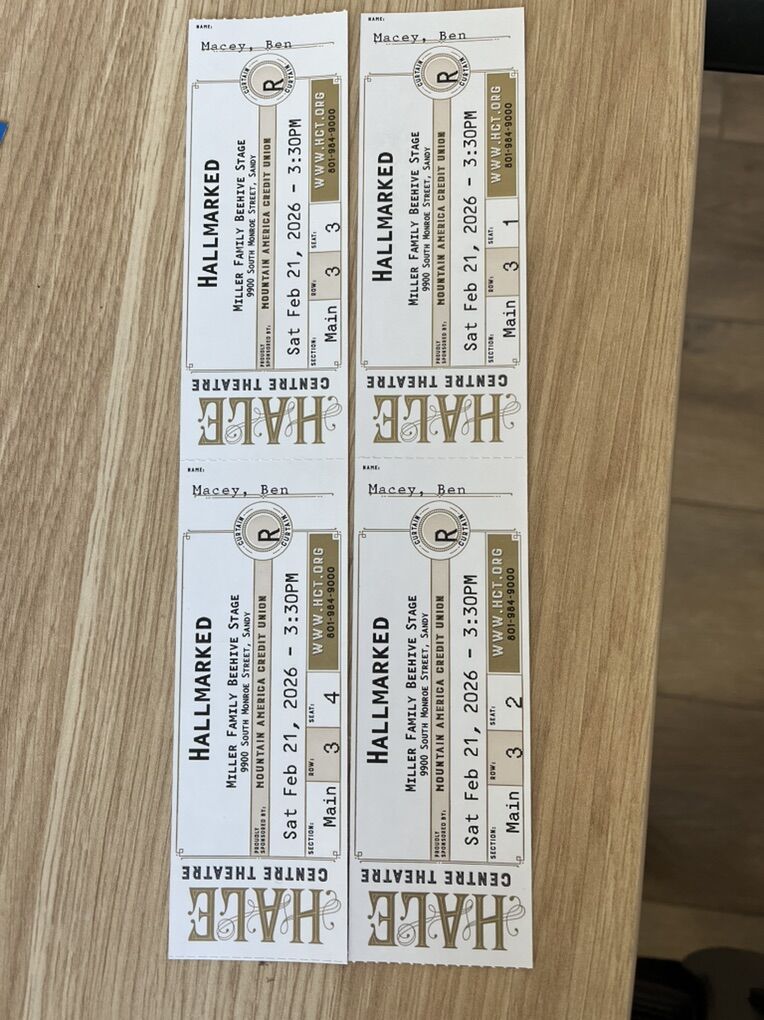 NAME:
Macey, Ben
CURTAIN
R
CURTAIN
HALLMARKED
MILLER FAMILY BEEHIVE STAGE
9900 SOUTH MONROE STREET, SANDY
PROUDLY
SPONSORED BY:
MOUNTAIN AMERICA CREDIT UNION
Sat Feb 21, 2026 - 3:30PM
SECTION:
Main
ROW:
3
SEAT:
3
WWW.HCT.ORG
801-984-9000
HALE
CENTRE THEATRE
NAME:
Macey, Ben
CURTAIN
R
CURTAIN
HALLMARKED
MILLER FAMILY BEEHIVE STAGE
9900 SOUTH MONROE STREET, SANDY
PROUDLY
SPONSORED BY:
MOUNTAIN AMERICA CREDIT UNION
Sat Feb 21, 2026 - 3:30PM
SECTION:
Main
ROW:
3
SEAT:
1
WWW.HCT.ORG
801-984-9000
HALE
CENTRE THEATRE
NAME:
Macey, Ben
CURTAIN
R
CURTAIN
HALLMARKED
MILLER FAMILY BEEHIVE STAGE
9900 SOUTH MONROE STREET, SANDY
PROUDLY
SPONSORED BY:
MOUNTAIN AMERICA CREDIT UNION
Sat Feb 21, 2026 - 3:30PM
SECTION:
Main
ROW:
3
SEAT:
4
WWW.HCT.ORG
801-984-9000
HALE
CENTRE THEATRE
NAME:
Macey, Ben
CURTAIN
R
CURTAIN
HALLMARKED
MILLER FAMILY BEEHIVE STAGE
9900 SOUTH MONROE STREET, SANDY
PROUDLY
SPONSORED BY:
MOUNTAIN AMERICA CREDIT UNION
Sat Feb 21, 2026 - 3:30PM
SECTION:
Main
ROW:
3
SEAT:
2
WWW.HCT.ORG
801-984-9000
HALE
CENTRE THEATRE